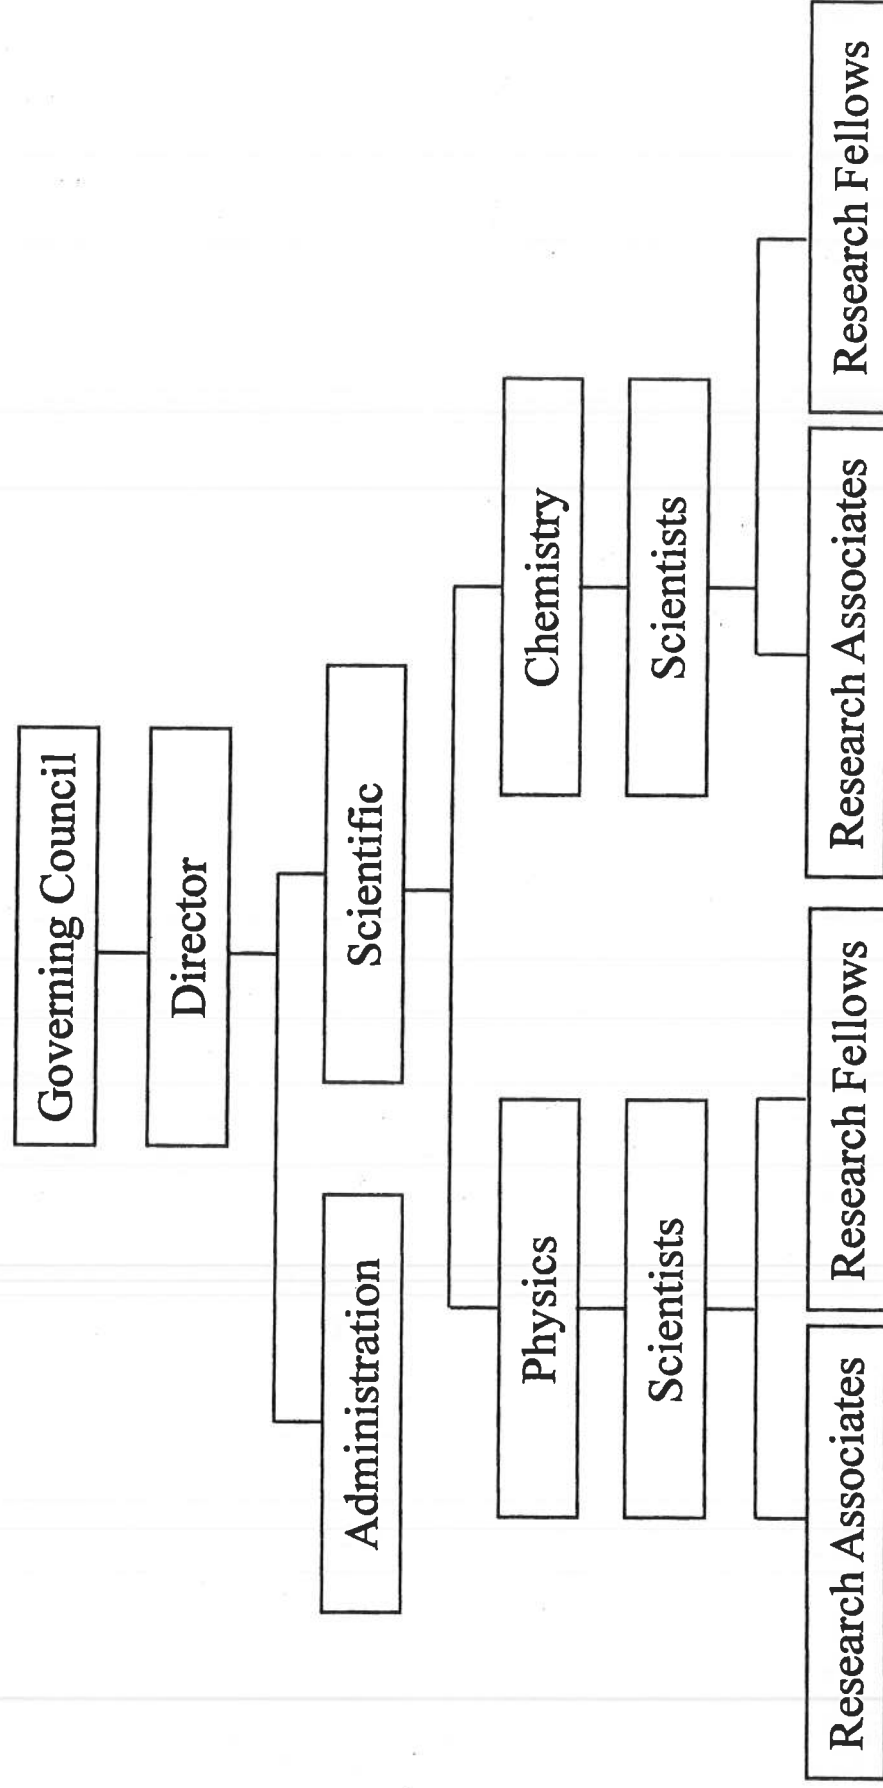 Governing Council
Director
Administration
Scientific
Physics
Chemistry
Scientists
Scientists
Research Associates
Research Fellows
Research Associates
Research Fellows